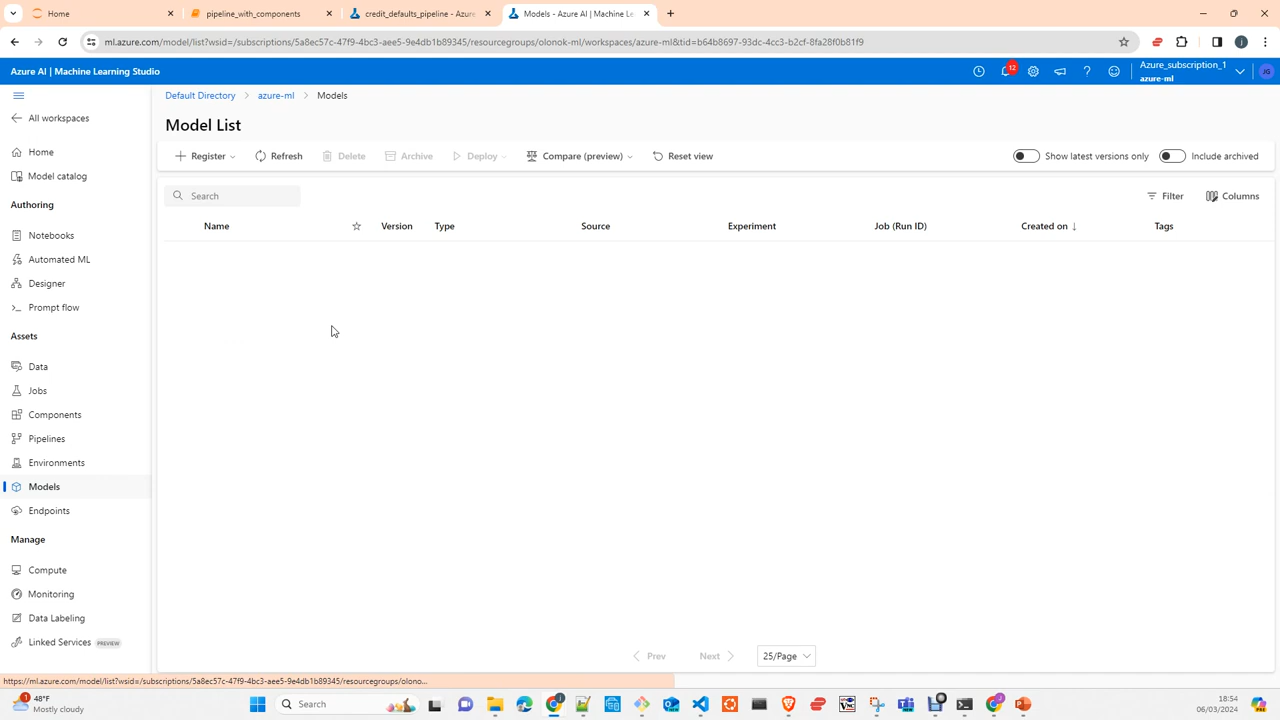 Home
pipeline_with_components
credit_defaults_pipeline - Azure
Models - Azure AI | Machine Le
ml.azure.com/model/list?wsid=/subscriptions/5a8ec57c-47f9-4bc3-aee5-9e4db1b89345/resourcegroups/olonok-ml/workspaces/azure-ml&tid=b64b8697-93dc-4cc3-b2cf-8fa28f0b81f9
Azure AI | Machine Learning Studio
12
Azure_subscription_1
azure-ml
JG
Default Directory > azure-ml > Models
All workspaces
Model List
Home
Model catalog
Register
Refresh
Delete
Archive
Deploy
Compare (preview)
Reset view
Show latest versions only
Include archived
Search
Filter
Columns
Name
Version
Type
Source
Experiment
Job (Run ID)
Created on ↓
Tags
Authoring
Notebooks
Automated ML
Designer
Prompt flow
Assets
Data
Jobs
Components
Pipelines
Environments
Models
Endpoints
Manage
Compute
Monitoring
Data Labeling
Linked Services PREVIEW
Prev
Next
25/Page
https://ml.azure.com/model/list?wsid=/subscriptions/5a8ec57c-47f9-4bc3-aee5-9e4db1b89345/resourcegroups/olono...
1
48°F
Mostly cloudy
Search
18:54
06/03/2024